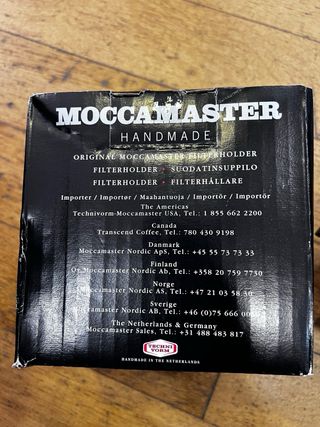 MOCCAMASTER
HANDMADE
ORIGINAL MOCCAMASTER FILTERHOLDER
FILTERHOLDER • SUODATINSUPPILO
FILTERHOLDER • FILTERHÅLLARE
Importer / Importer / Maahantuoja / Importör / Importör
The Americas
Technivorm-Moccamaster USA, Tel.: 1 855 662 2200
Canada
Transcend Coffee, Tel.: 780 430 9198
Denmark
Moccamaster Nordic ApS, Tel.: +45 55 73 73 33
Finland
Oy Moccamaster Nordic Ab, Tel.: +358 20 759 7730
Norge
Moccamaster Nordic AS, Tel.: +47 21 03 58 30
Sverige
Moccamaster Nordic AB, Tel.: +46 (0)75 666 00
The Netherlands & Germany
Moccamaster Sales, Tel.: +31 488 483 817
TECHNI
VORM
HANDMADE IN THE NETHERLANDS